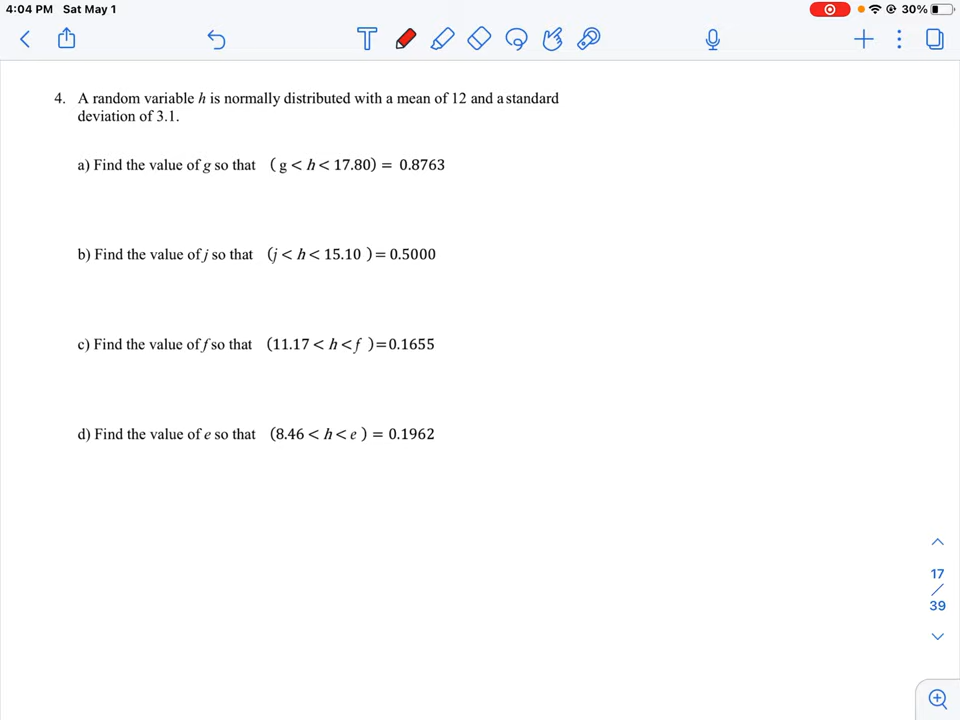 4:04 PM Sat May 1
30%
4. A random variable h is normally distributed with a mean of 12 and a standard
deviation of 3.1.
a) Find the value of g so that ( g < h < 17.80) = 0.8763
b) Find the value of j so that (j < h < 15.10 ) = 0.5000
c) Find the value of f so that (11.17 < h < f )=0.1655
d) Find the value of e so that (8.46 < h < e ) = 0.1962
17
/
39